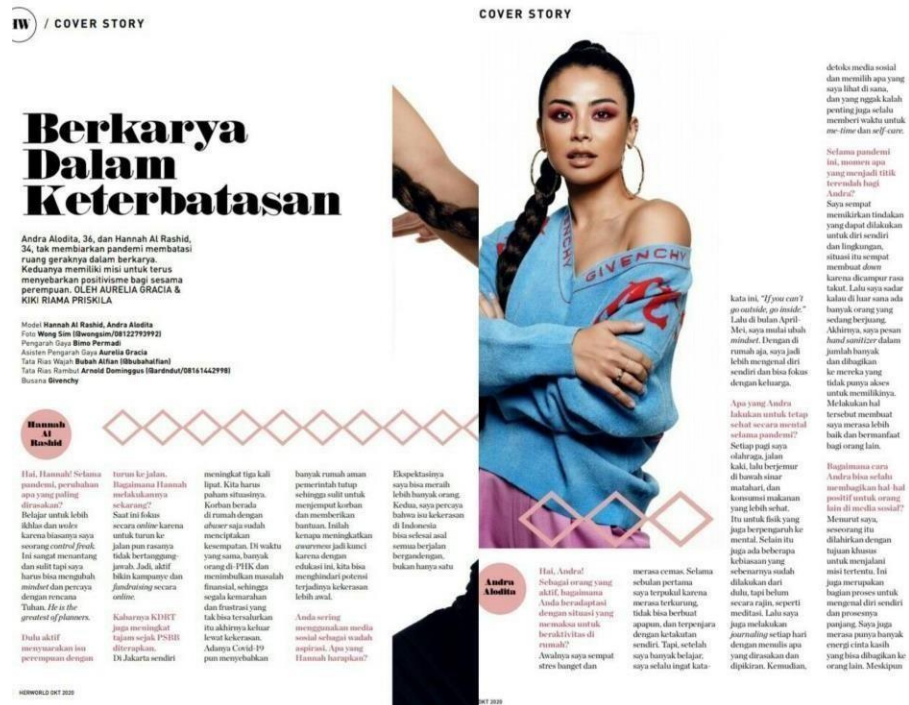 HW / COVER STORY
Berkarya
Dalam
Keterbatasan
Andra Alodita, 36, dan Hannah Al Rashid,
34, tak membiarkan pandemi membatasi
ruang geraknya dalam berkarya.
Keduanya memiliki misi untuk terus
menyebarkan positivisme bagi sesama
perempuan. OLEH AURELIA GRACIA &
KIKI RIAMA PRISKILA
Model Hannah Al Rashid, Andra Alodita
Foto Wong Sim (@wongsim/08122793992)
Pengarah Gaya Bimo Permadi
Asisten Pengarah Gaya Aurelia Gracia
Tata Rias Wajah Bubah Alfian (@bubahalfian)
Tata Rias Rambut Arnold Dominggus (@ardndut/08161442998)
Busana Givenchy
Hannah
Al
Rashid
Hai, Hannah! Selama
pandemi, perubahan
apa yang paling
dirasakan?
Belajar untuk lebih
ikhlas dan woles
karena biasanya saya
seorang control freak.
Ini sangat menantang
dan sulit tapi saya
harus bisa mengubah
mindset dan percaya
dengan rencana
Tuhan. He is the
greatest of planners.
Dulu aktif
menyuarakan isu
perempuan dengan
turun ke jalan.
Bagaimana Hannah
melakukannya
sekarang?
Saat ini fokus
secara online karena
untuk turun ke
jalan pun rasanya
tidak bertanggung-
jawab. Jadi, aktif
bikin kampanye dan
fundraising secara
online.
Kabarnya KDRT
juga meningkat
tajam sejak PSBB
diterapkan.
Di Jakarta sendiri
meningkat tiga kali
lipat. Kita harus
paham situasinya.
Korban berada
di rumah dengan
abuser saja sudah
menciptakan
kesempatan. Di waktu
yang sama, banyak
orang di-PHK dan
menimbulkan masalah
finansial, sehingga
segala kemarahan
dan frustrasi yang
tak bisa tersalurkan
itu akhirnya keluar
lewat kekerasan.
Adanya Covid-19
pun menyebabkan
banyak rumah aman
pemerintah tutup
sehingga sulit untuk
menjemput korban
dan memberikan
bantuan. Inilah
kenapa meningkatkan
awareness jadi kunci
karena dengan
edukasi ini, kita bisa
menghindari potensi
terjadinya kekerasan
lebih awal.
Anda sering
menggunakan media
sosial sebagai wadah
aspirasi. Apa yang
Hannah harapkan?
Ekspektasinya
saya bisa meraih
lebih banyak orang.
Kedua, saya percaya
bahwa isu kekerasan
di Indonesia
bisa selesai asal
semua berjalan
bergandengan,
bukan hanya satu
HERWORLD OKT 2020
COVER STORY
GIVENCHY
GIVENCHY
Andra
Alodita
Hai, Andra!
Sebagai orang yang
aktif, bagaimana
Anda beradaptasi
dengan situasi yang
memaksa untuk
beraktivitas di
rumah?
Awalnya saya sempat
stres banget dan
merasa cemas. Selama
sebulan pertama
saya terpukul karena
merasa terkurung,
tidak bisa berbuat
apapun, dan terpenjara
dengan ketakutan
sendiri. Tapi, setelah
saya banyak belajar,
saya selalu ingat kata-
kata ini, "If you can't
go outside, go inside."
Lalu di bulan April-
Mei, saya mulai ubah
mindset. Dengan di
rumah aja, saya jadi
lebih mengenal diri
sendiri dan bisa fokus
dengan keluarga.
Apa yang Andra
lakukan untuk tetap
sehat secara mental
selama pandemi?
Setiap pagi saya
olahraga, jalan
kaki, lalu berjemur
di bawah sinar
matahari, dan
konsumsi makanan
yang lebih sehat.
Itu untuk fisik yang
juga berpengaruh ke
mental. Selain itu
juga ada beberapa
kebiasaan yang
sebenarnya sudah
dilakukan dari
dulu, tapi belum
secara rajin, seperti
meditasi. Lalu saya
juga melakukan
journaling setiap hari
dengan menulis apa
yang dirasakan dan
dipikiran. Kemudian,
detoks media sosial
dan memilih apa yang
saya lihat di sana,
dan yang nggak kalah
penting juga selalu
memberi waktu untuk
me-time dan self-care.
Selama pandemi
ini, momen apa
yang menjadi titik
terendah bagi
Andra?
Saya sempat
memikirkan tindakan
yang dapat dilakukan
untuk diri sendiri
dan lingkungan,
situasi itu sempat
membuat down
karena dicampur rasa
takut. Lalu saya sadar
kalau di luar sana ada
banyak orang yang
sedang berjuang.
Akhirnya, saya pesan
hand sanitizer dalam
jumlah banyak
dan dibagikan
ke mereka yang
tidak punya akses
untuk memilikinya.
Melakukan hal
tersebut membuat
saya merasa lebih
baik dan bermanfaat
bagi orang lain.
Bagaimana cara
Andra bisa selalu
membagikan hal-hal
positif untuk orang
lain di media sosial?
Menurut saya,
seseorang itu
dilahirkan dengan
tujuan khusus
untuk menjalani
misi tertentu. Ini
juga merupakan
bagian proses untuk
mengenal diri sendiri
dan prosesnya
panjang. Saya juga
merasa punya banyak
energi cinta kasih
yang bisa dibagikan ke
orang lain. Meskipun
OKT 2020